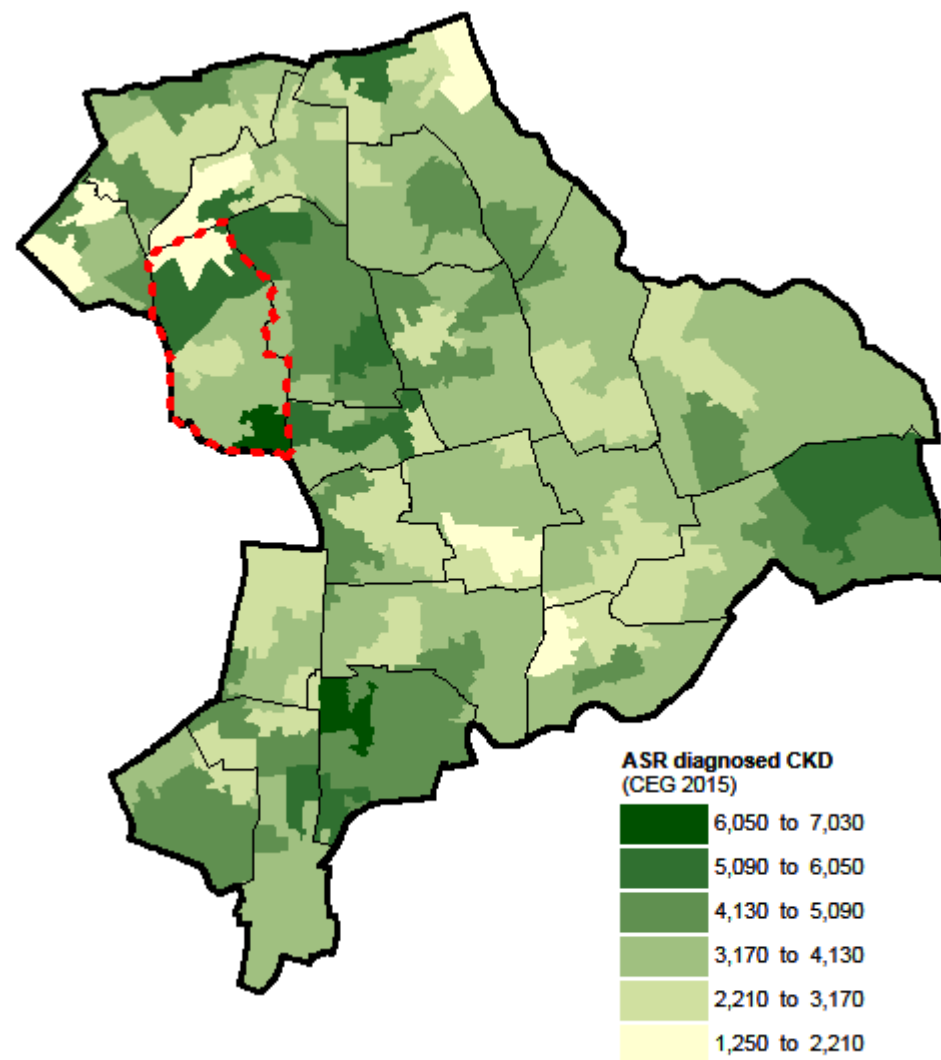 ASR diagnosed CKD
(CEG 2015)
6,050 to 7,030
5,090 to 6,050
4,130 to 5,090
3,170 to 4,130
2,210 to 3,170
1,250 to 2,210